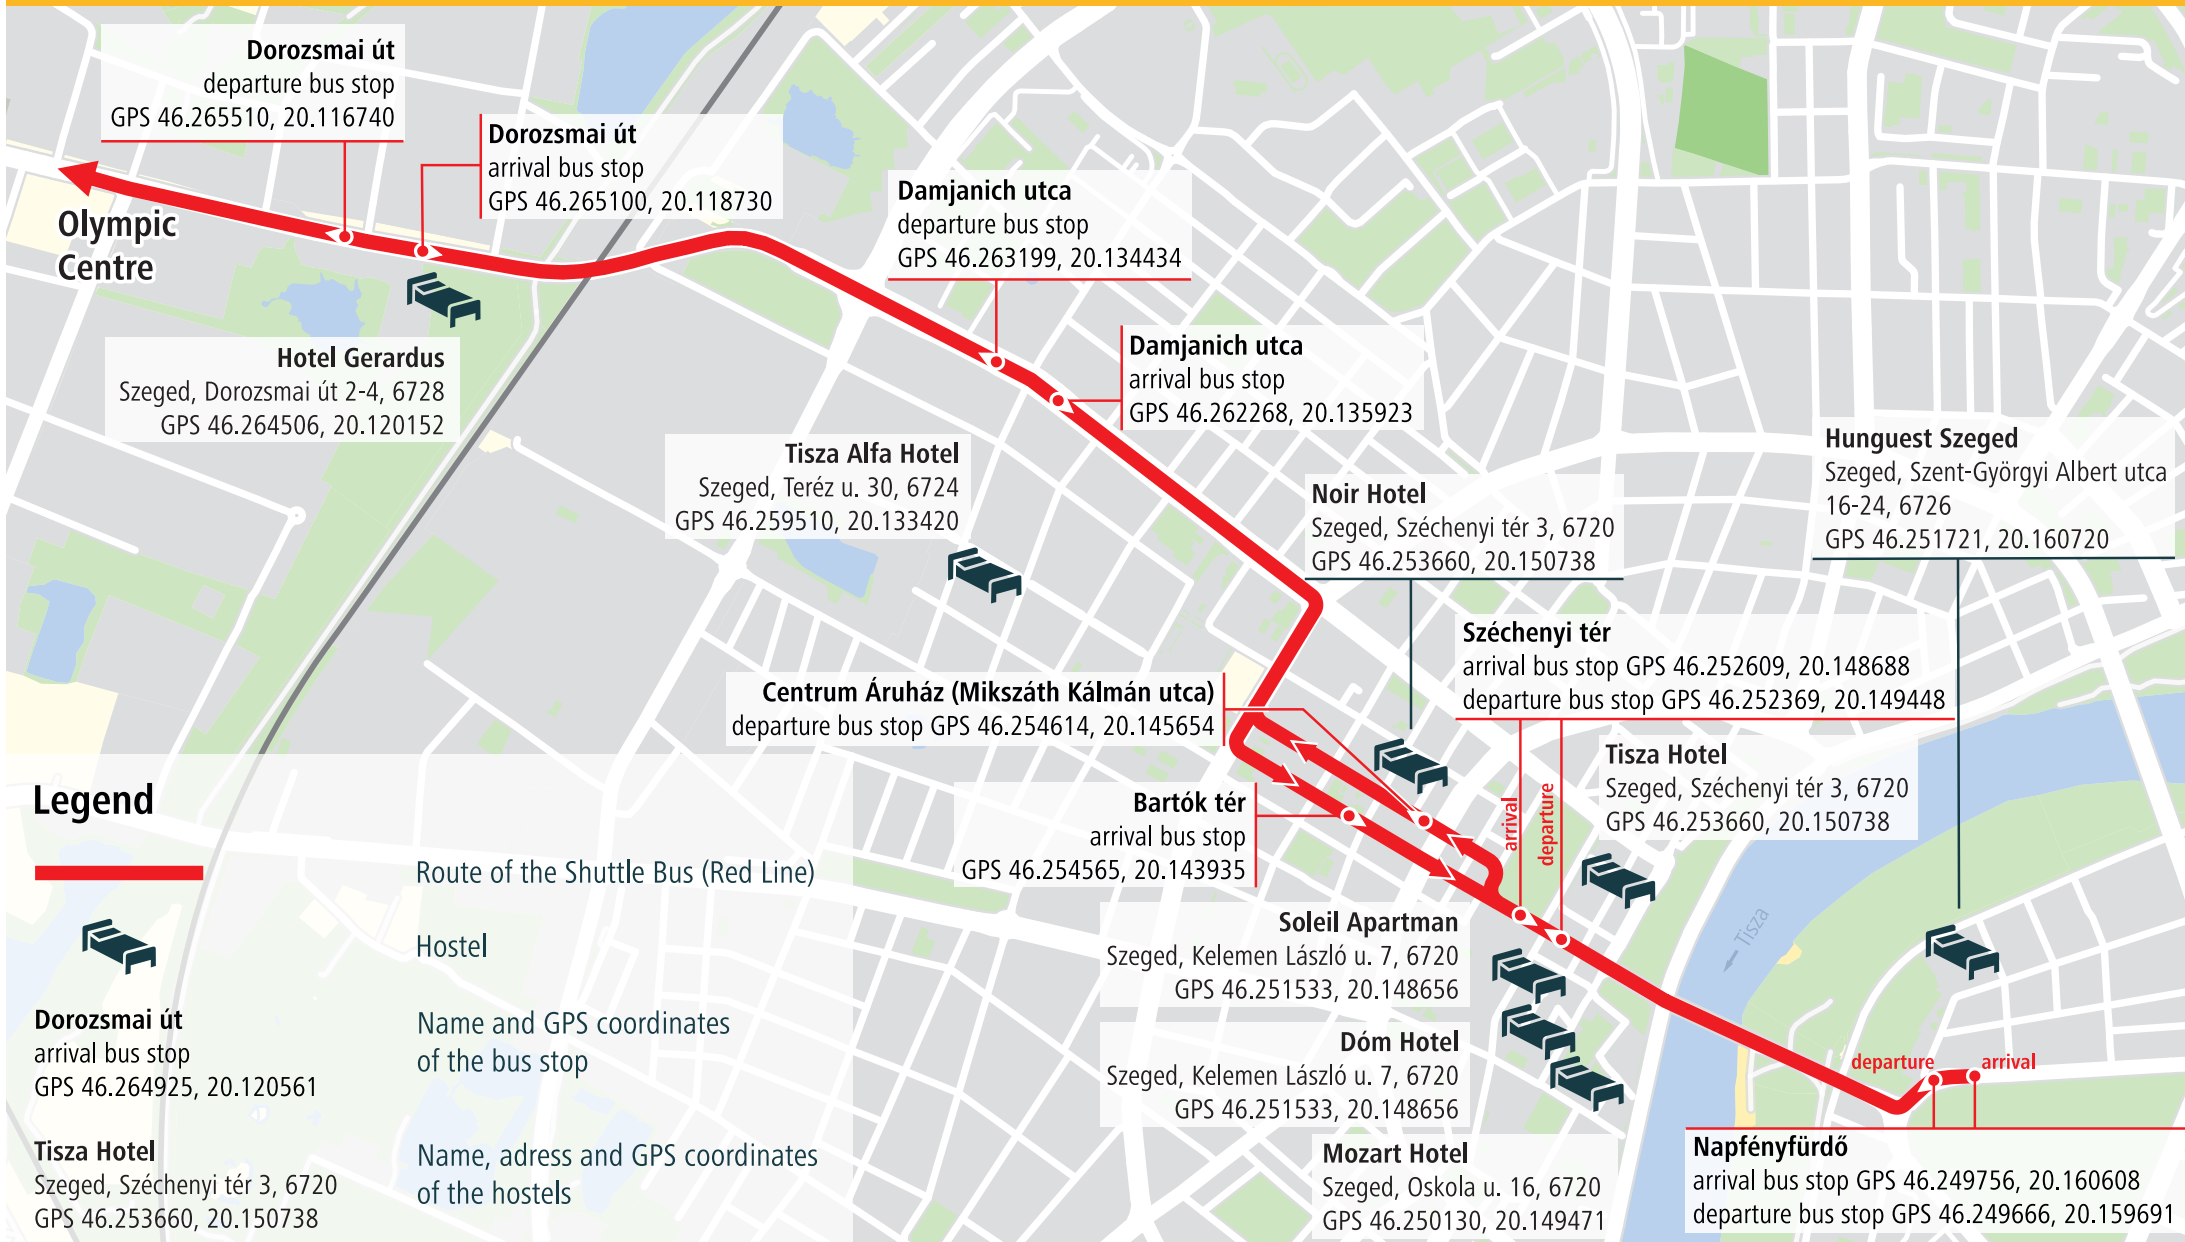 Dorozsmai út
departure bus stop
GPS 46.265510, 20.116740
Dorozsmai út
arrival bus stop
GPS 46.265100, 20.118730
Olympic
Centre
Damjanich utca
departure bus stop
GPS 46.263199, 20.134434
Damjanich utca
arrival bus stop
GPS 46.262268, 20.135923
Hotel Gerardus
Szeged, Dorozsmai út 2-4, 6728
GPS 46.264506, 20.120152
Tisza Alfa Hotel
Szeged, Teréz u. 30, 6724
GPS 46.259510, 20.133420
Noir Hotel
Szeged, Széchenyi tér 3, 6720
GPS 46.253660, 20.150738
Hunguest Szeged
Szeged, Szent-Györgyi Albert utca
16-24, 6726
GPS 46.251721, 20.160720
Széchenyi tér
arrival bus stop GPS 46.252609, 20.148688
departure bus stop GPS 46.252369, 20.149448
Centrum Áruház (Mikszáth Kálmán utca)
departure bus stop GPS 46.254614, 20.145654
Tisza Hotel
Szeged, Széchenyi tér 3, 6720
GPS 46.253660, 20.150738
arrival
departure
Bartók tér
arrival bus stop
GPS 46.254565, 20.143935
Soleil Apartman
Szeged, Kelemen László u. 7, 6720
GPS 46.251533, 20.148656
Tisza
Dóm Hotel
Szeged, Kelemen László u. 7, 6720
GPS 46.251533, 20.148656
departure
arrival
Mozart Hotel
Szeged, Oskola u. 16, 6720
GPS 46.250130, 20.149471
Napfényfürdő
arrival bus stop GPS 46.249756, 20.160608
departure bus stop GPS 46.249666, 20.159691
Legend
Route of the Shuttle Bus (Red Line)
Hostel
Dorozsmai út
arrival bus stop
GPS 46.264925, 20.120561
Name and GPS coordinates
of the bus stop
Tisza Hotel
Szeged, Széchenyi tér 3, 6720
GPS 46.253660, 20.150738
Name, adress and GPS coordinates
of the hostels